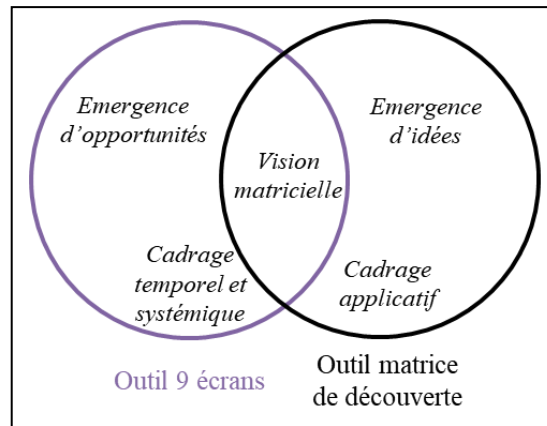 Emergence
d'opportunités
Emergence
d'idées
Vision
matricielle
Cadrage
temporel et
systémique
Cadrage
applicatif
Outil 9 écrans
Outil matrice
de découverte